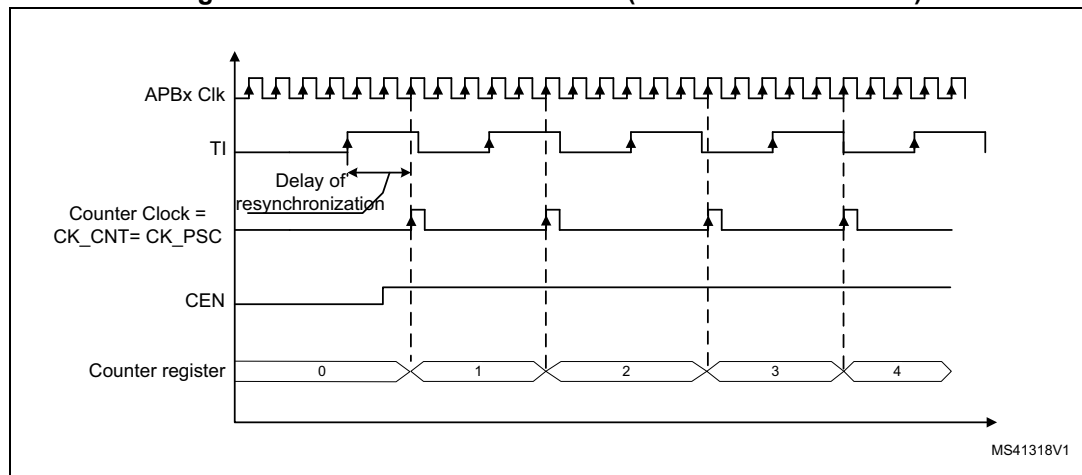 APBx Clk
TI
Delay of
resynchronization
Counter Clock =
CK_CNT= CK_PSC
CEN
Counter register
0
1
2
3
4
MS41318V1